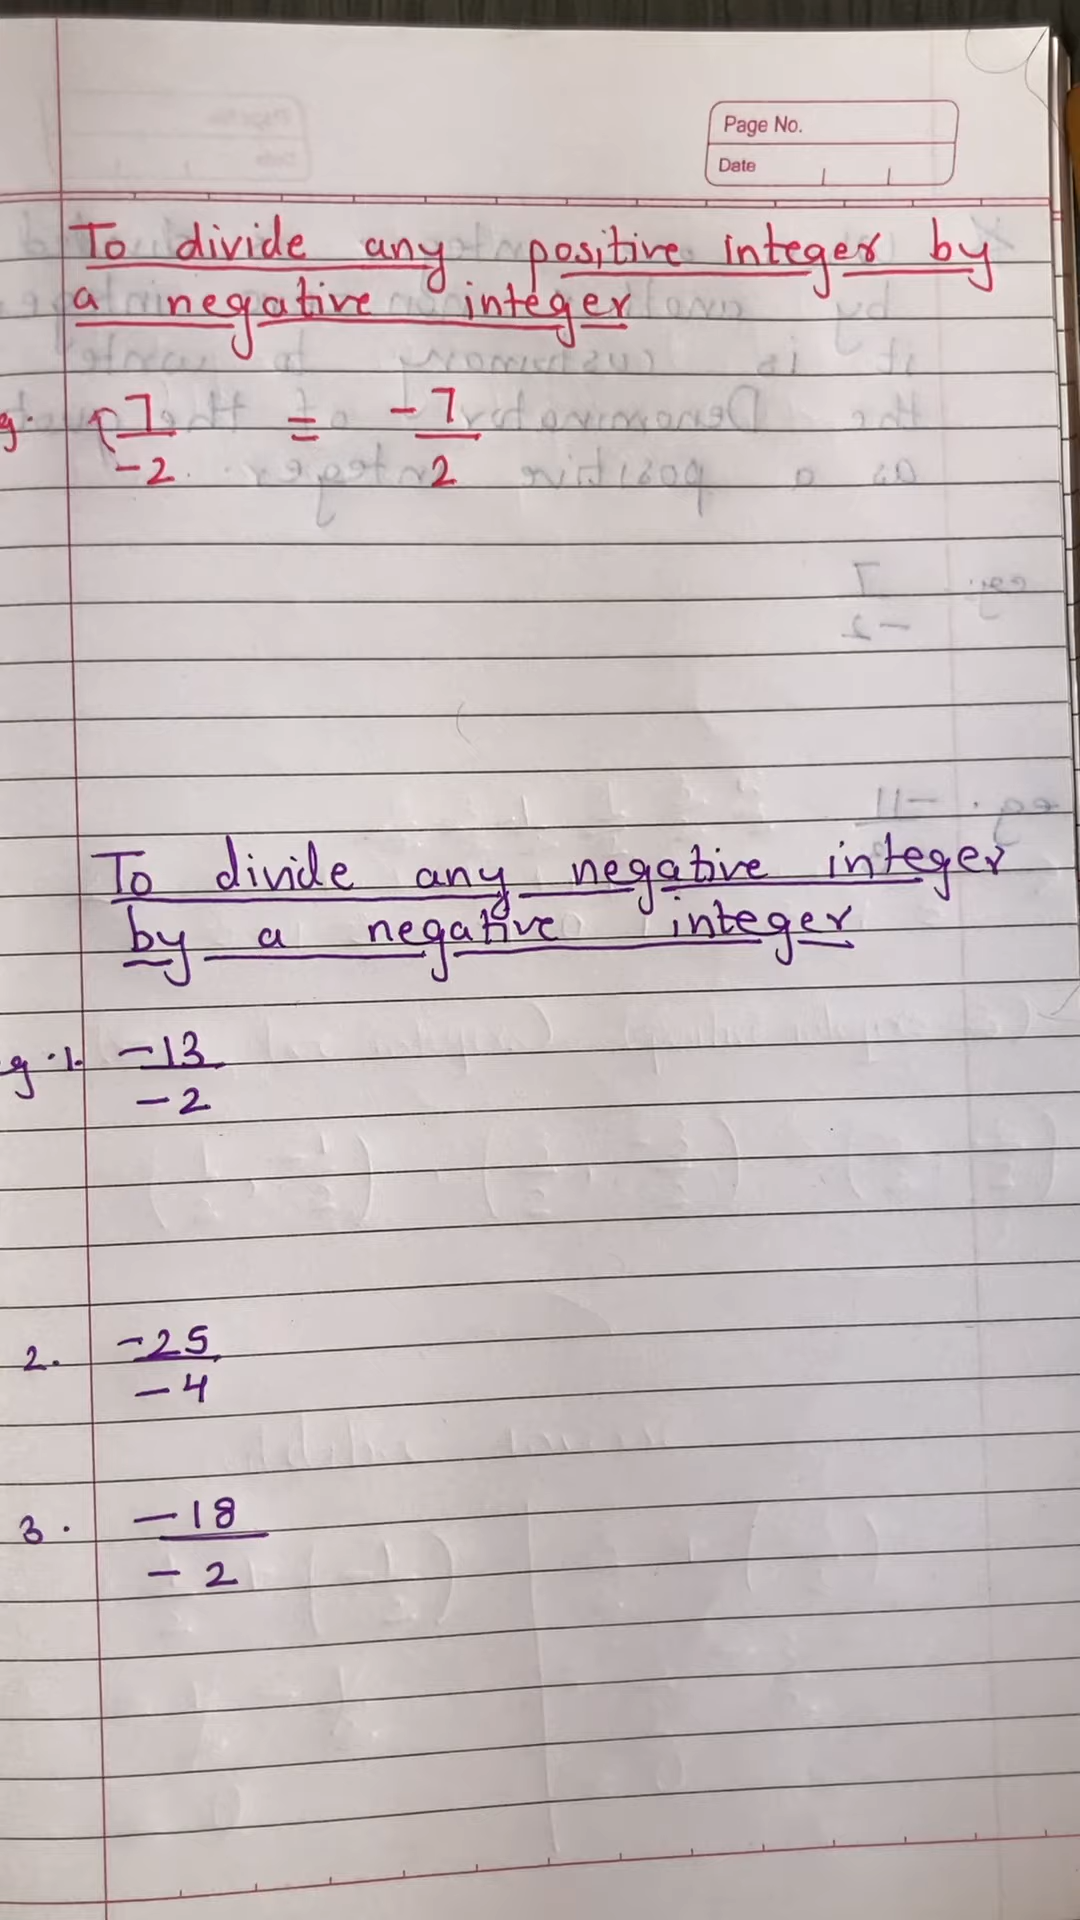 Page No.
Date
To divide any positive integer by
a negative integer
g. 7/-2 = -7/2
To divide any negative integer
by a negative integer
g.1. -13/-2
2. -25/-4
3. -18/-2